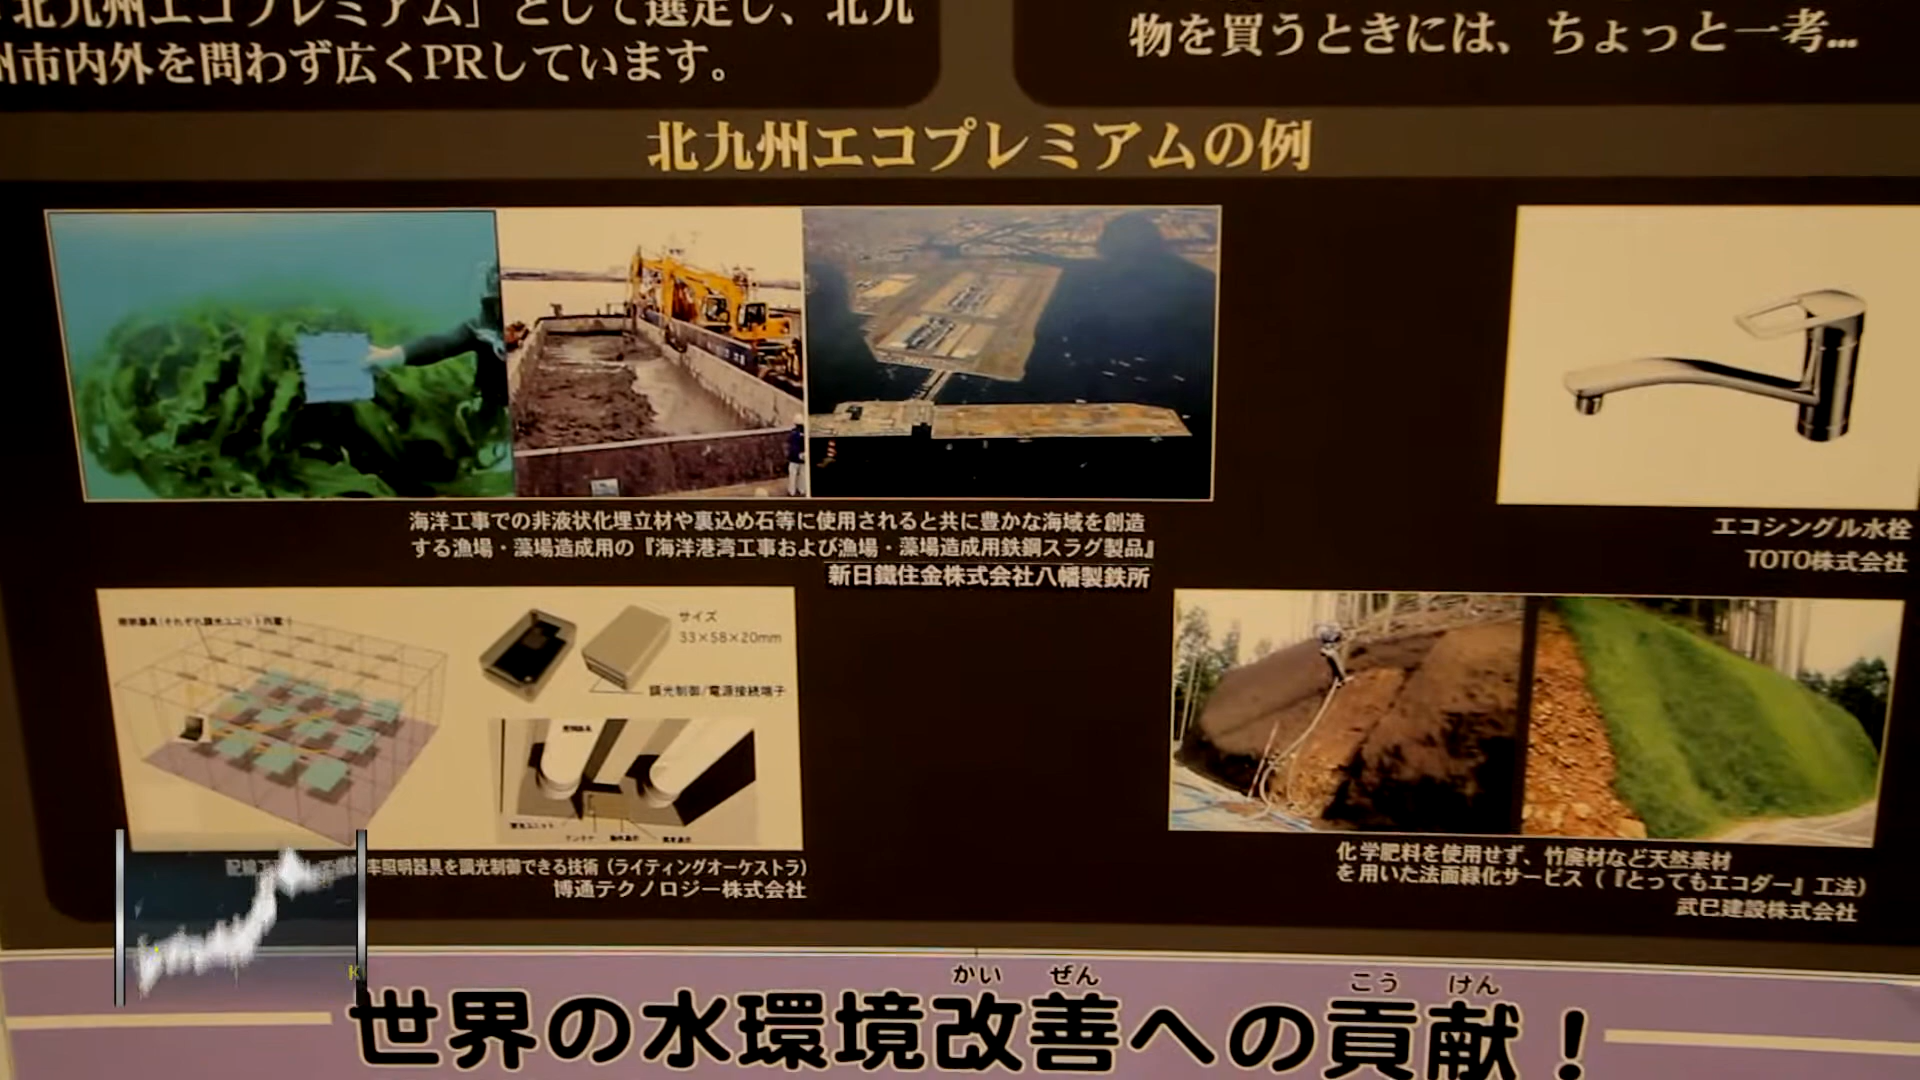 北九州エコプレミアム」として選定し、北九
州市内外を問わず広くPRしています。
物を買うときには、ちょっと一考...
北九州エコプレミアムの例
海洋工事での非液状化埋立材や裏込め石等に使用されると共に豊かな海域を創造
する漁場・藻場造成用の『海洋港湾工事および漁場・藻場造成用鉄鋼スラグ製品』
新日鐵住金株式会社八幡製鉄所
エコシングル水栓
TOTO株式会社
サイズ
33×58×20mm
調光制御/電源接続端子
率照明器具を調光制御できる技術（ライティングオーケストラ）
博通テクノロジー株式会社
化学肥料を使用せず、竹廃材など天然素材
を用いた法面緑化サービス（『とってもエコダー』工法）
武巳建設株式会社
K
かい ぜん こう けん
世界の水環境改善への貢献！